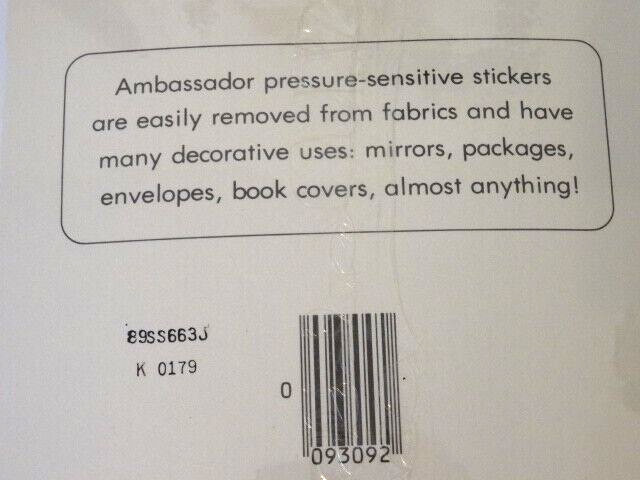 Ambassador pressure-sensitive stickers
are easily removed from fabrics and have
many decorative uses: mirrors, packages,
envelopes, book covers, almost anything!
89SS663J
K 0179
0
093092